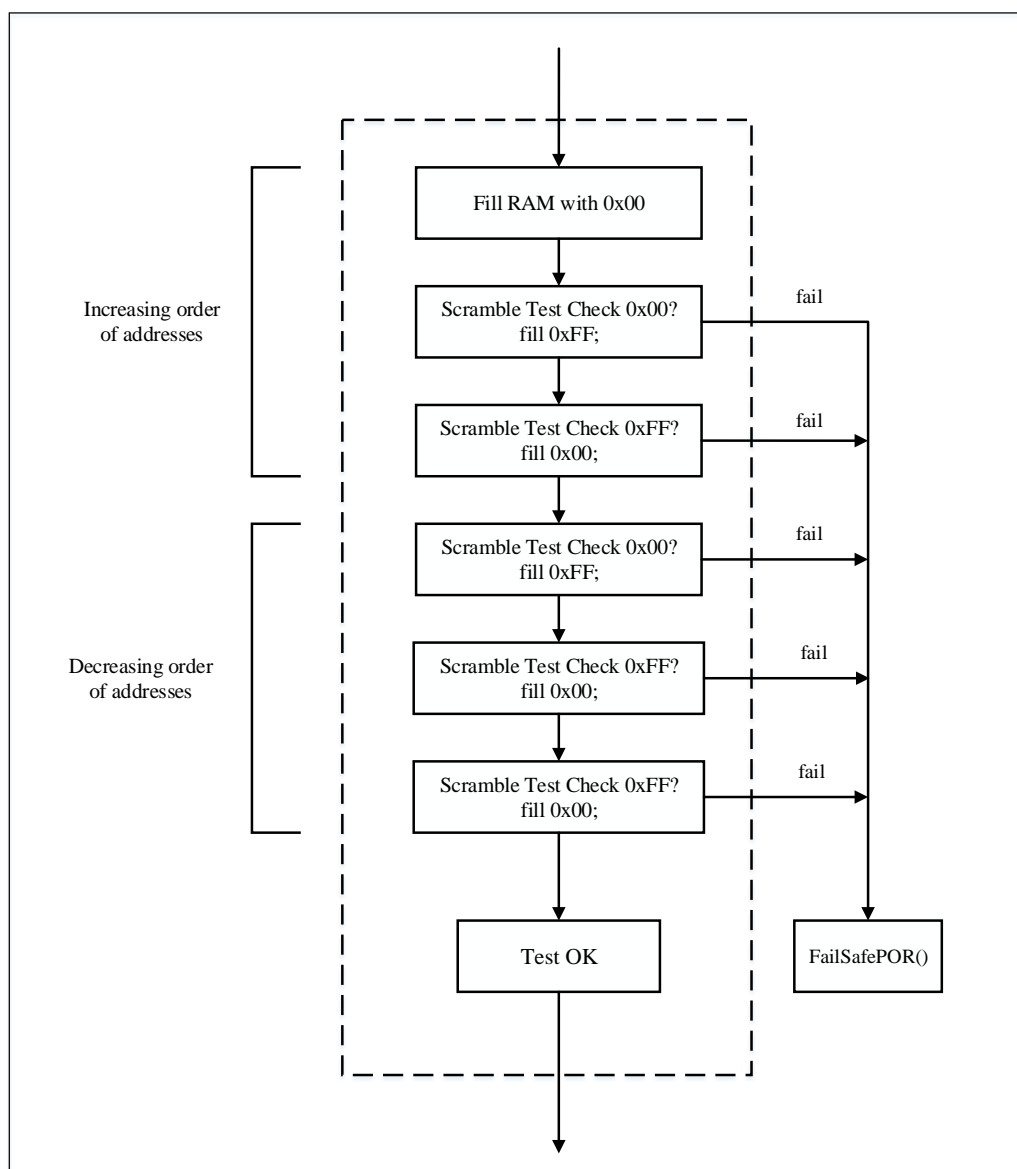 Fill RAM with 0x00
Increasing order
of addresses
Scramble Test Check 0x00?
fill 0xFF;
fail
Scramble Test Check 0xFF?
fill 0x00;
fail
Scramble Test Check 0x00?
fill 0xFF;
fail
Decreasing order
of addresses
Scramble Test Check 0xFF?
fill 0x00;
fail
Scramble Test Check 0xFF?
fill 0x00;
fail
Test OK
FailSafePOR()